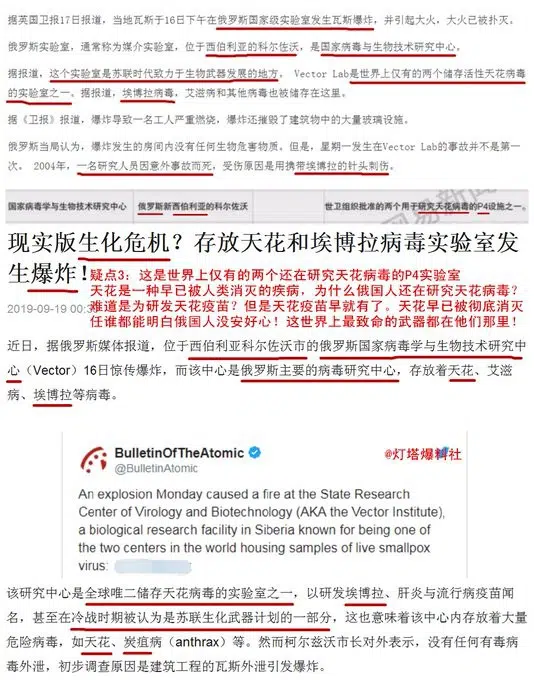 据英国卫报17日报道，当地瓦斯于16日下午在俄罗斯国家级实验室发生瓦斯爆炸，并引起大火，大火已被扑灭。
俄罗斯实验室，通常称为媒介实验室，位于西伯利亚的科尔佐沃，是国家病毒与生物技术研究中心。
据报道，这个实验室是苏联时代致力于生物武器发展的地方。 Vector Lab是世界上仅有的两个储存活性天花病毒
的实验室之一。据报道，埃博拉病毒，艾滋病和其他病毒也被储存在这里。
据《卫报》报道，爆炸导致一名工人严重燃烧，爆炸还摧毁了建筑物中的大量玻璃设施。
俄罗斯当局认为，爆炸发生的房间内没有任何生物危害物质。但是，星期一发生在Vector Lab的事故并不是第一
次。 2004年，一名研究人员因意外事故而死，受伤原因是用携带埃博拉的针头刺伤。
国家病毒学与生物技术研究中心 俄罗斯新西伯利亚的科尔佐沃 世卫组织批准的两个用于研究天花病毒的P4设施之一。
现实版生化危机？存放天花和埃博拉病毒实验室发
生爆炸！
疑点3：这是世界上仅有的两个还在研究天花病毒的P4实验室
天花是一种早已被人类消灭的疾病，为什么俄国人还在研究天花病毒？
难道是为研发天花疫苗？但是天花疫苗早就有了。天花早已被彻底消灭
2019-09-19 00:3
任谁都能明白俄国人没安好心！这世界上最致命的武器都在他们那里！
近日，据俄罗斯媒体报道，位于西伯利亚科尔佐沃市的俄罗斯国家病毒学与生物技术研究中
心（Vector）16日惊传爆炸，而该中心是俄罗斯主要的病毒研究中心，存放着天花、艾滋
病、埃博拉等病毒。
BulletinOfTheAtomic
@BulletinAtomic
@灯塔爆料社
An explosion Monday caused a fire at the State Research
Center of Virology and Biotechnology (AKA the Vector Institute),
a biological research facility in Siberia known for being one of
the two centers in the world housing samples of live smallpox
virus:
该研究中心是全球唯二储存天花病毒的实验室之一，以研发埃博拉、肝炎与流行病疫苗闻
名，甚至在冷战时期被认为是苏联生化武器计划的一部分，这也意味着该中心内存放着大量
危险病毒，如天花、炭疽病（anthrax）等。然而柯尔兹沃市长对外表示，没有任何有毒病
毒外泄，初步调查原因是建筑工程的瓦斯外泄引发爆炸。